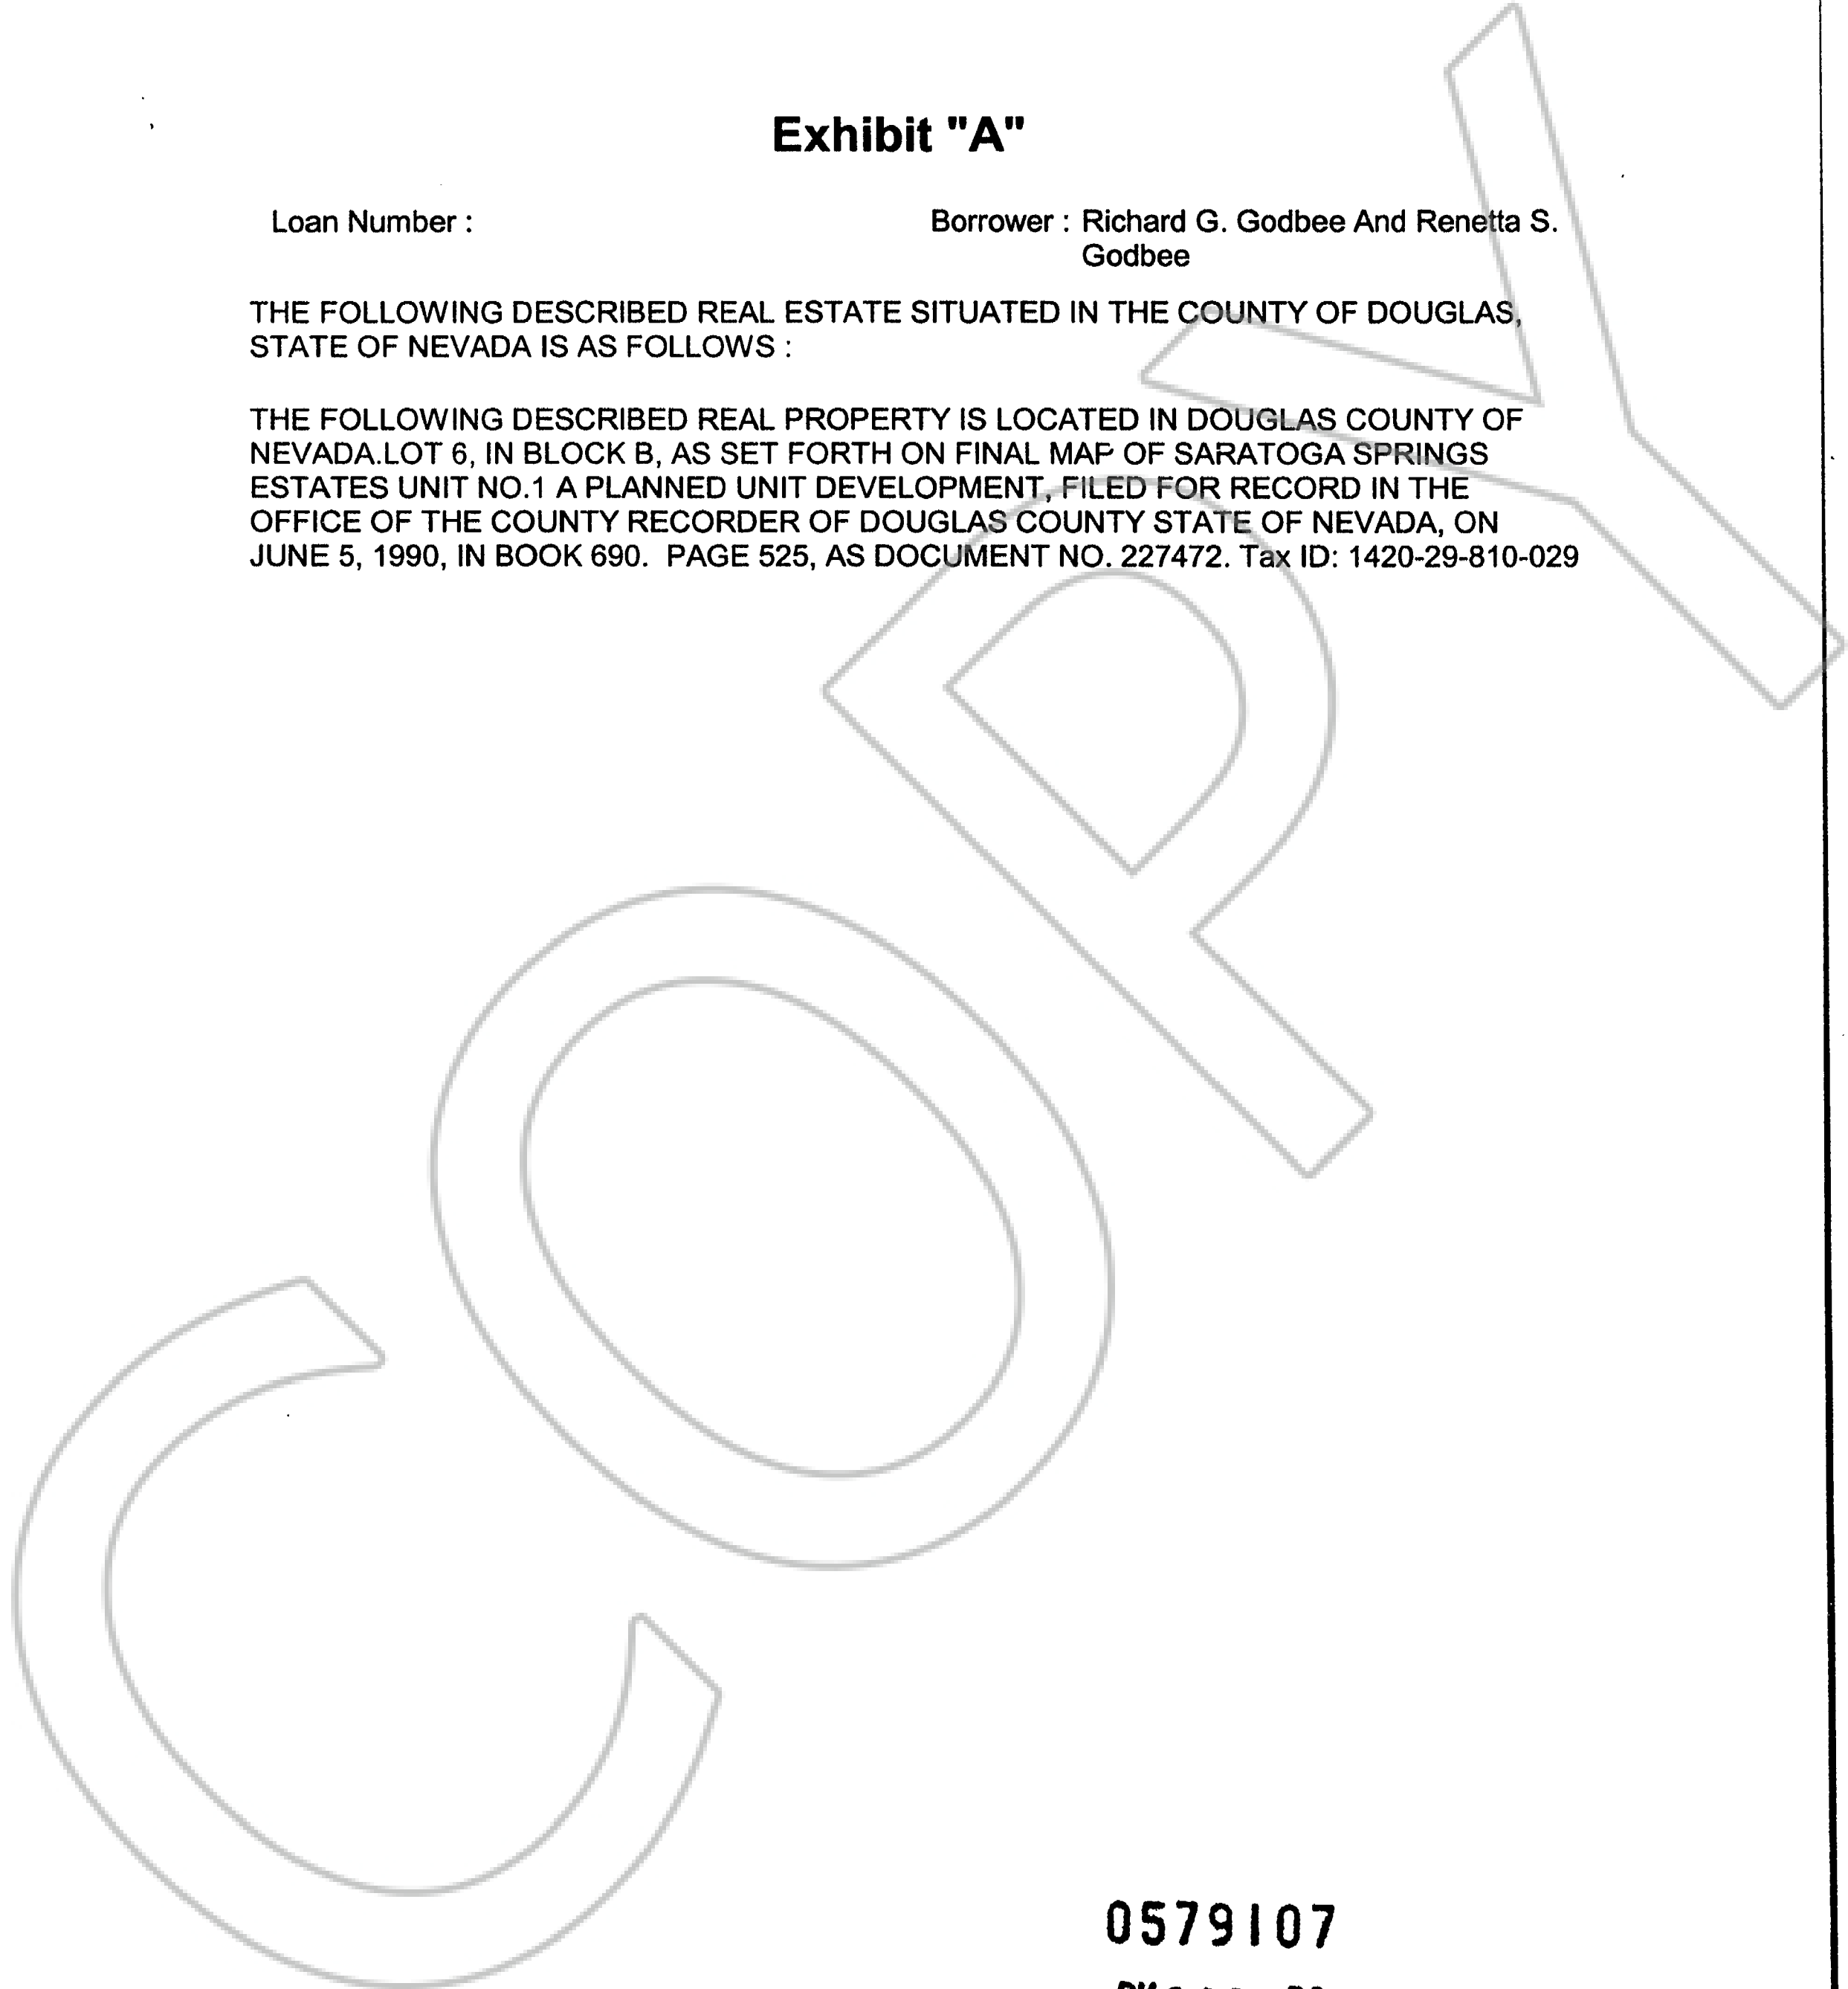 Exhibit "A"
Loan Number :
Borrower : Richard G. Godbee And Renetta S.
Godbee
THE FOLLOWING DESCRIBED REAL ESTATE SITUATED IN THE COUNTY OF DOUGLAS,
STATE OF NEVADA IS AS FOLLOWS :
THE FOLLOWING DESCRIBED REAL PROPERTY IS LOCATED IN DOUGLAS COUNTY OF
NEVADA.LOT 6, IN BLOCK B, AS SET FORTH ON FINAL MAP OF SARATOGA SPRINGS
ESTATES UNIT NO.1 A PLANNED UNIT DEVELOPMENT, FILED FOR RECORD IN THE
OFFICE OF THE COUNTY RECORDER OF DOUGLAS COUNTY STATE OF NEVADA, ON
JUNE 5, 1990, IN BOOK 690.  PAGE 525, AS DOCUMENT NO. 227472. Tax ID: 1420-29-810-029
COPY
0579107